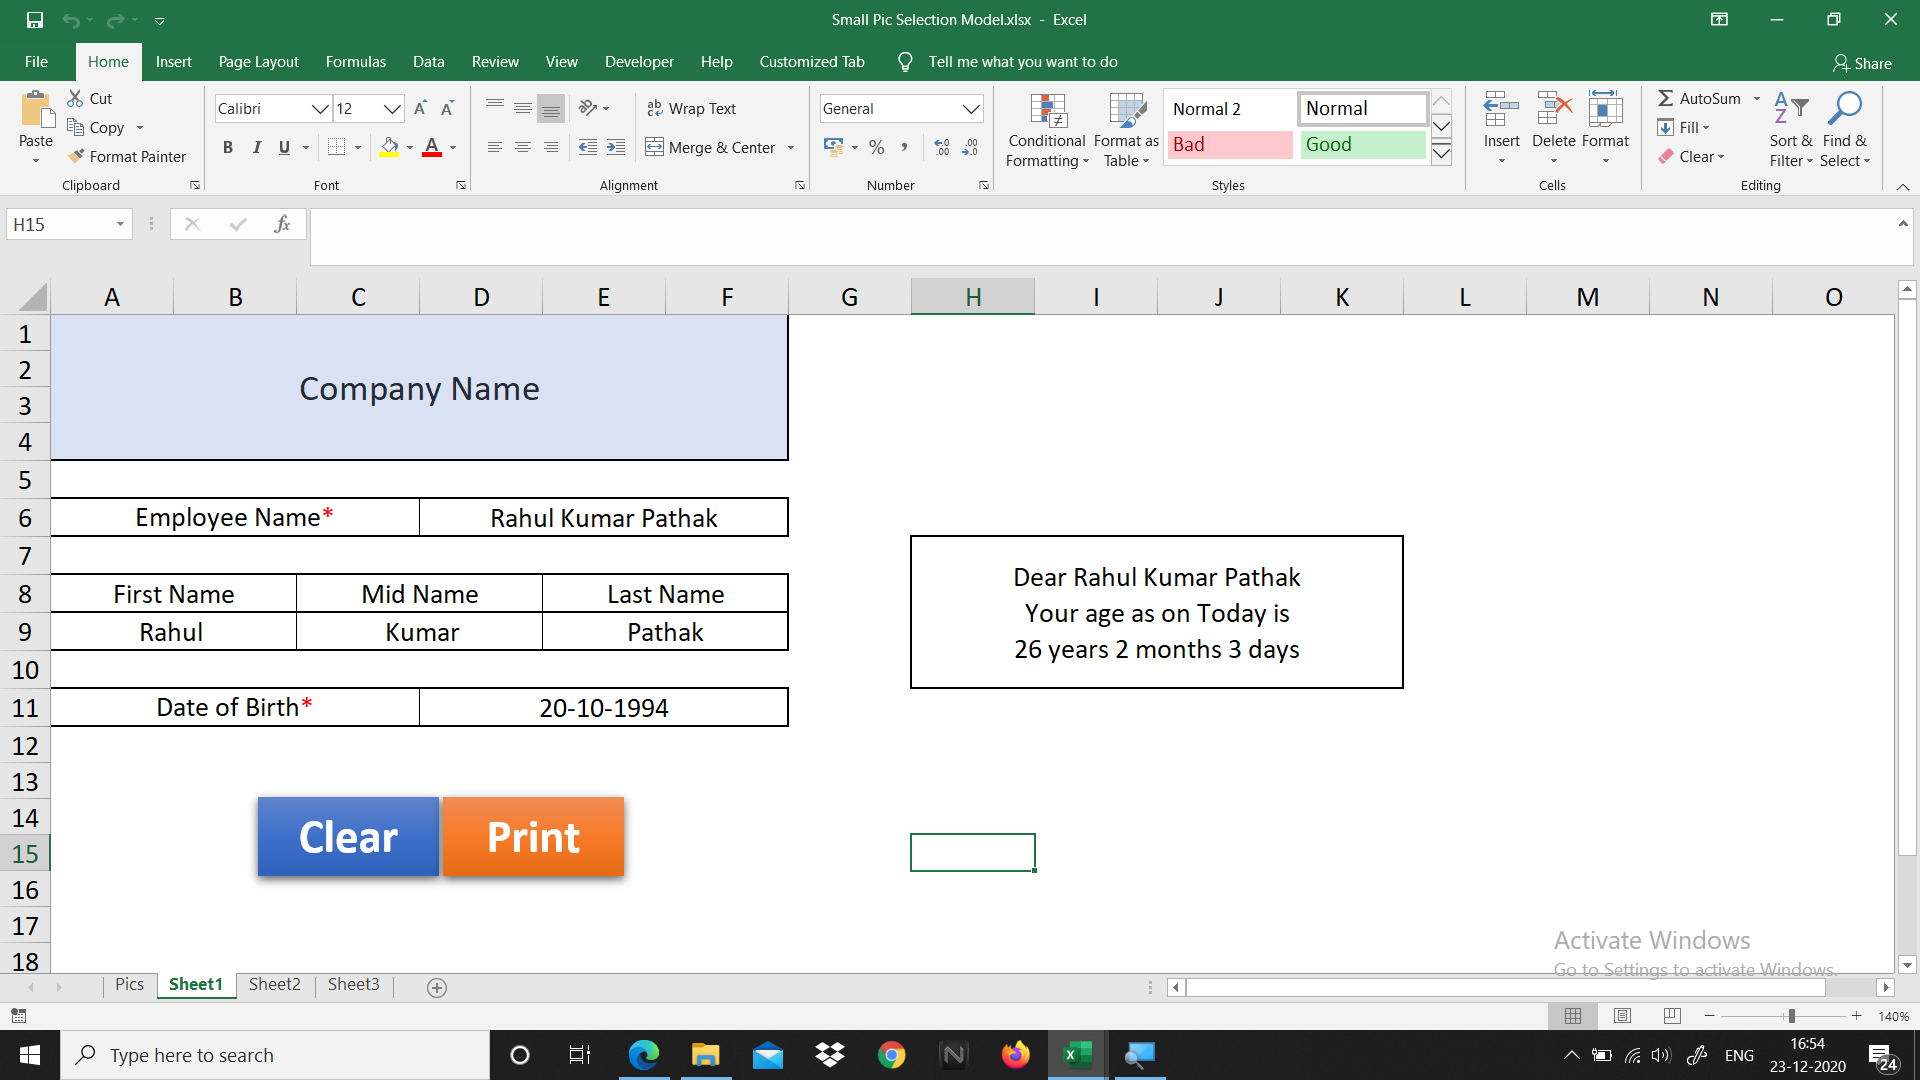 Small Pic Selection Model.xlsx - Excel
File Home Insert Page Layout Formulas Data Review View Developer Help Customized Tab Tell me what you want to do Share
Paste
Cut
Copy
Format Painter
Clipboard
Calibri 12
B I U
Font
Wrap Text
Merge & Center
Alignment
General
Number
Conditional Formatting
Format as Table
Normal 2 Normal
Bad Good
Styles
Insert Delete Format
Cells
AutoSum
Fill
Clear
Sort & Filter
Find & Select
Editing
H15
fx
A B C D E F G H I J K L M N O
1
2
3
4
Company Name
5
6 Employee Name* Rahul Kumar Pathak
7
8 First Name Mid Name Last Name
9 Rahul Kumar Pathak
10
11 Date of Birth* 20-10-1994
12
13
14
15
16
17
18
Dear Rahul Kumar Pathak
Your age as on Today is
26 years 2 months 3 days
Clear Print
Activate Windows
Go to Settings to activate Windows.
Pics Sheet1 Sheet2 Sheet3
140%
Type here to search
ENG
16:54
23-12-2020
24